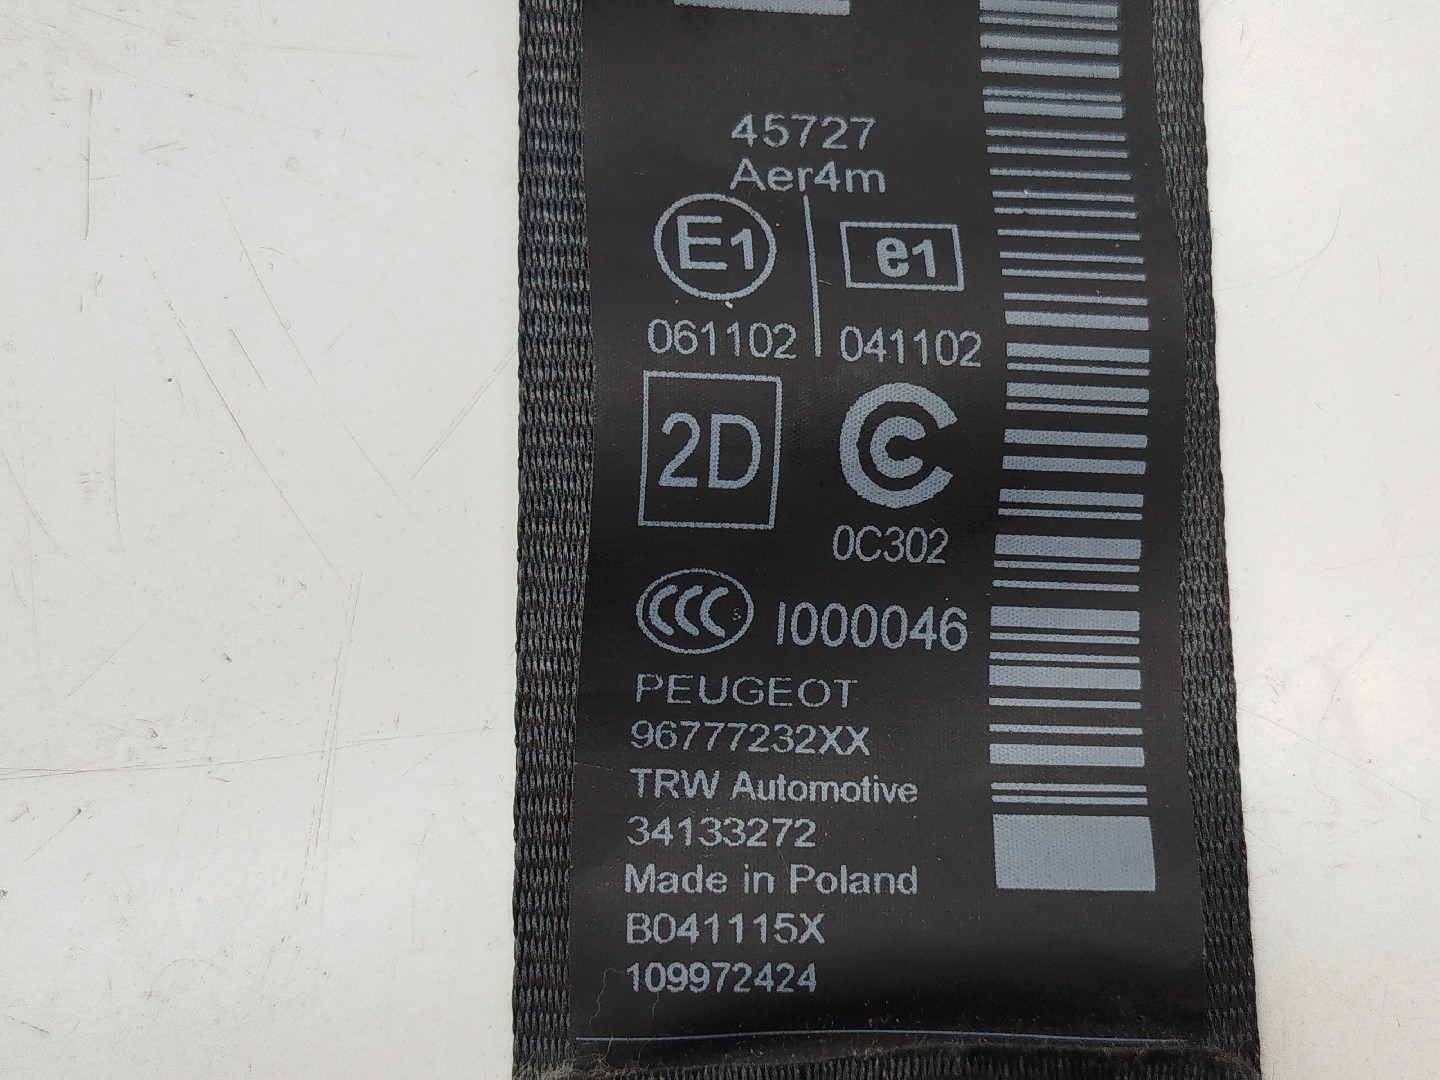 45727
Aer4m
E1 e1
061102 041102
2D C
0C302
CCC S I000046
PEUGEOT
96777232XX
TRW Automotive
34133272
Made in Poland
B041115X
109972424